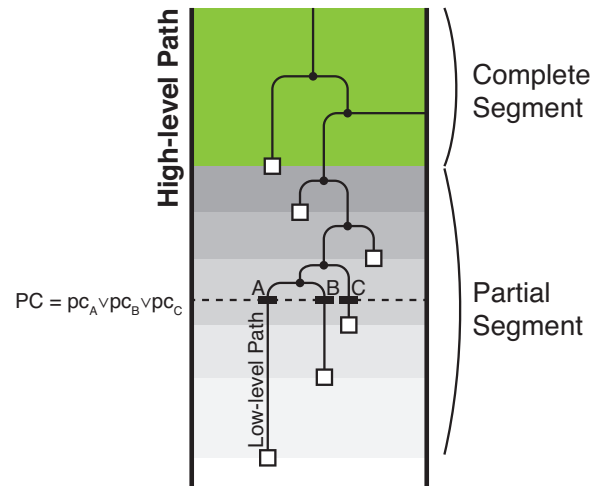 High-level Path
Complete
Segment
A
B
C
PC = pcA∨pcB∨pcC
Low-level Path
Partial
Segment